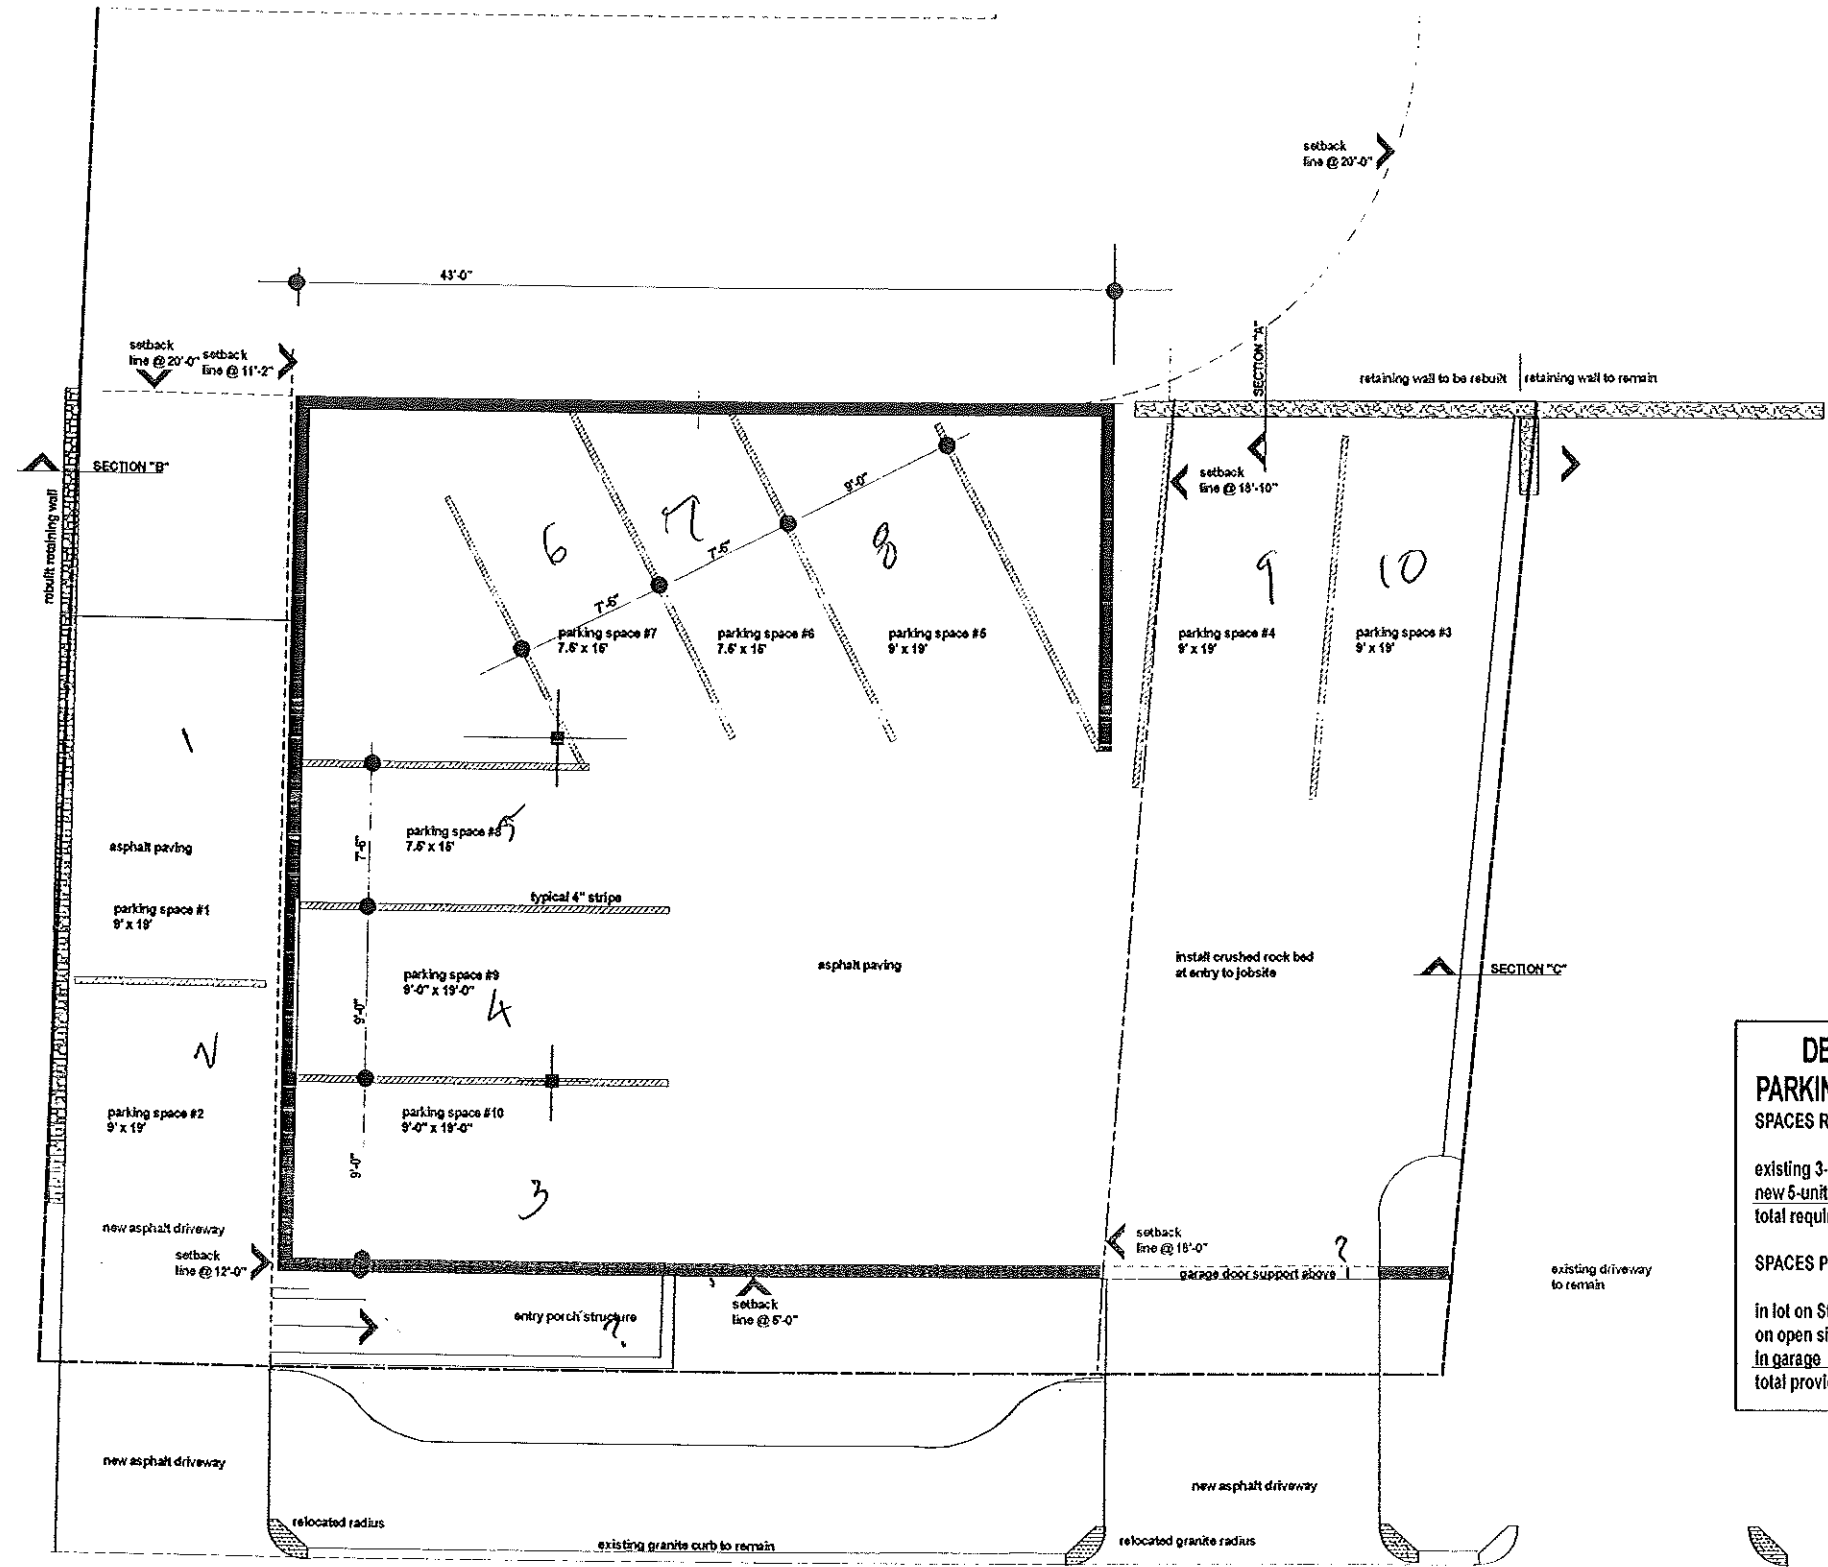 setback
line @ 20'-0"
43'-0"
setback
line @ 20'-0"
setback
line @ 11'-2"
SECTION "A"
retaining wall to be rebuilt
retaining wall to remain
SECTION "B"
rebuilt retaining wall
setback
line @ 18'-10"
9'-0"
7'-6"
7'-6"
6
7
8
9
10
parking space #7
7.5' x 15'
parking space #6
7.5' x 15'
parking space #5
9' x 19'
parking space #4
9' x 19'
parking space #3
9' x 19'
1
asphalt paving
parking space #1
9' x 19'
7'-6"
parking space #8
7.5' x 15'
5
typical 4" stripe
9'-0"
parking space #9
9'-0" x 19'-0"
4
asphalt paving
install crushed rock bed
at entry to jobsite
SECTION "C"
2
parking space #2
9' x 19'
9'-0"
parking space #10
9'-0" x 19'-0"
3
new asphalt driveway
setback
line @ 12'-0"
setback
line @ 18'-0"
?
garage door support above
existing driveway
to remain
entry porch structure
?
setback
line @ 5'-0"
DE
PARKIN
SPACES R
existing 3-
new 5-unit
total requi
SPACES P
in lot on St
on open si
in garage
total provi
new asphalt driveway
new asphalt driveway
relocated radius
existing granite curb to remain
relocated granite radius